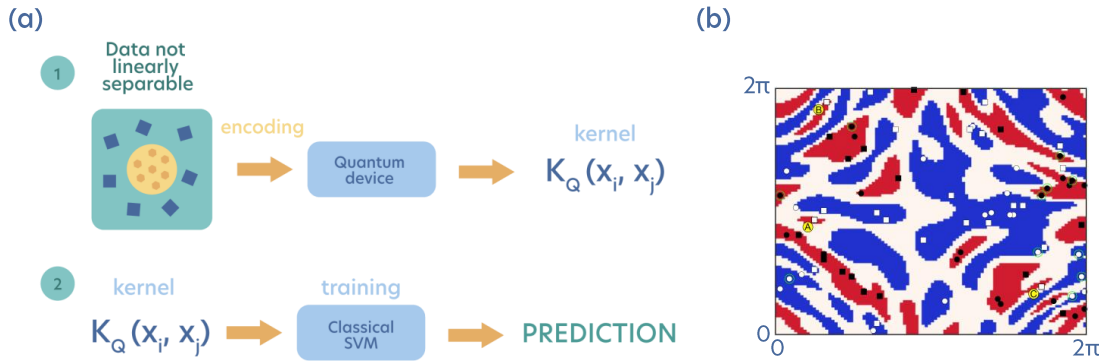 (a)
1
Data not
linearly
separable
encoding
Quantum
device
kernel
K_Q (x_i, x_j)
2
kernel
K_Q (x_i, x_j)
training
Classical
SVM
PREDICTION
(b)
2π
B
A
C
0
0
2π